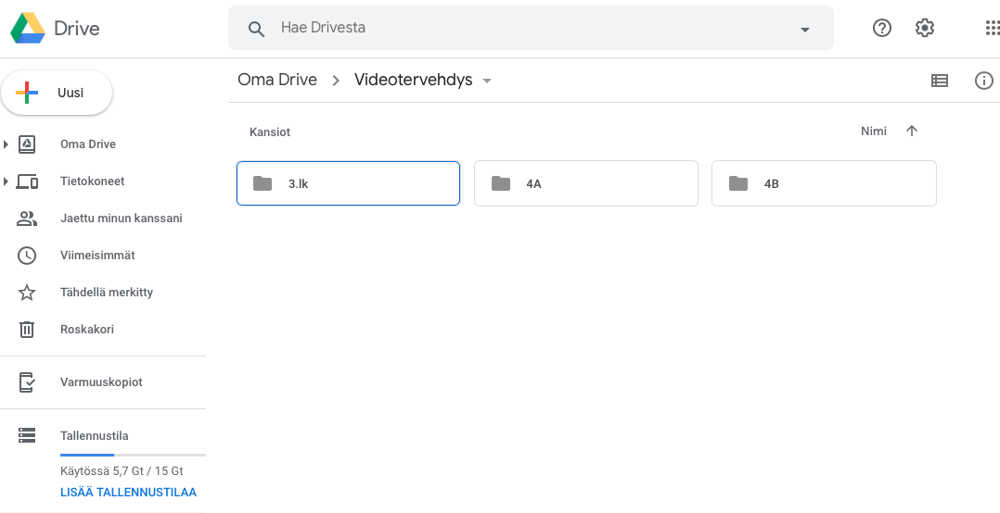 Drive
Hae Drivesta
Uusi
Oma Drive
Tietokoneet
Jaettu minun kanssani
Viimeisimmät
Tähdellä merkitty
Roskakori
Varmuuskopiot
Tallennustila
Käytössä 5,7 Gt / 15 Gt
LISÄÄ TALLENNUSTILAA
Oma Drive > Videotervehdys
Kansiot
Nimi
3.lk
4A
4B